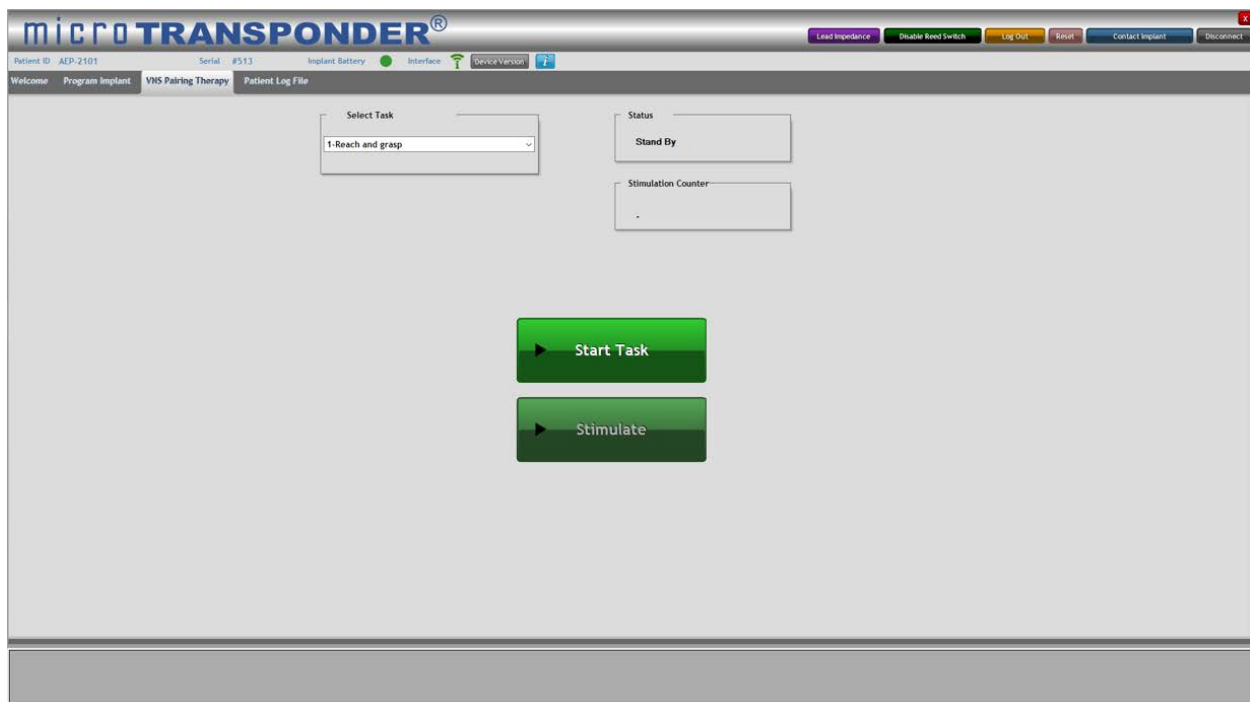 microTRANSPONDER®
X
Lead Impedance Disable Reed Switch Log Out Reset Contact Implant Disconnect
Patient ID AEP-2101 Serial #513 Implant Battery Interface Device Version i
Welcome Program Implant VNS Pairing Therapy Patient Log File
Select Task
1-Reach and grasp
Status
Stand By
Stimulation Counter
-
Start Task
Stimulate